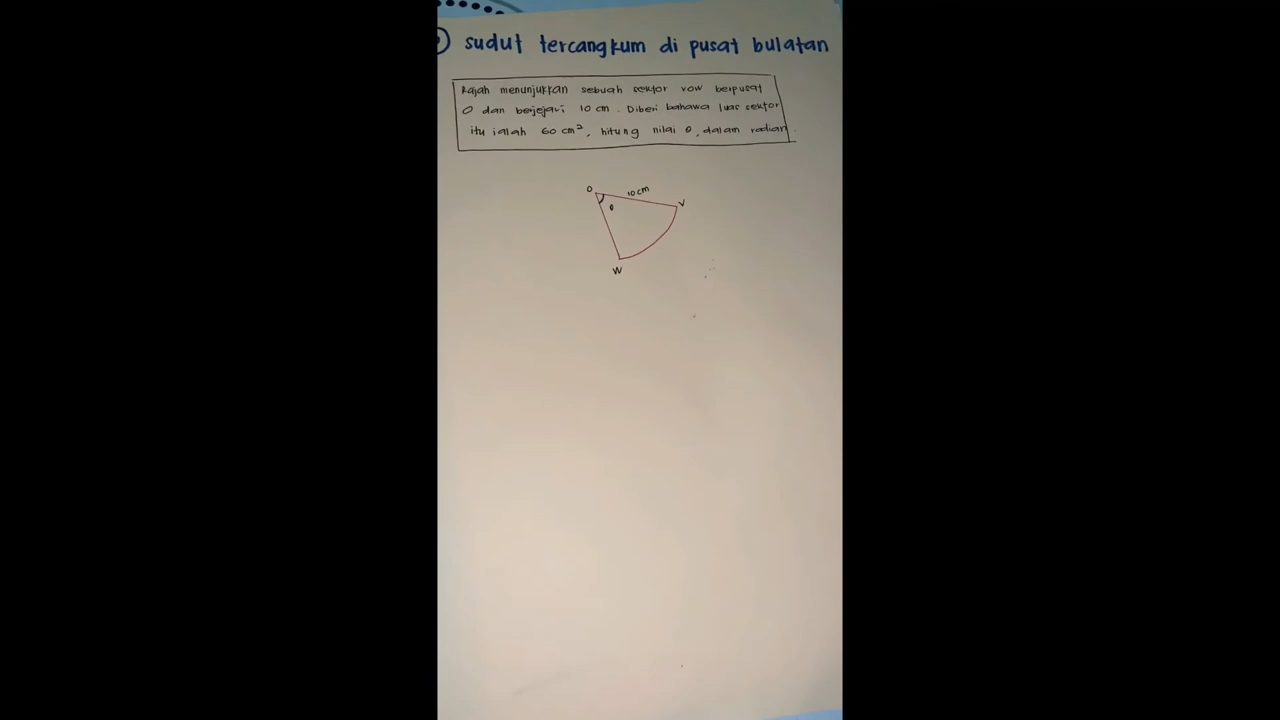 ) sudut tercangkum di pusat bulatan
Rajah menunjukkan sebuah sektor VOW berpusat
O dan berjejari 10 cm. Diberi bahawa luas sektor
itu ialah 60 cm², hitung nilai θ, dalam radian.
O 10 cm
θ V
W